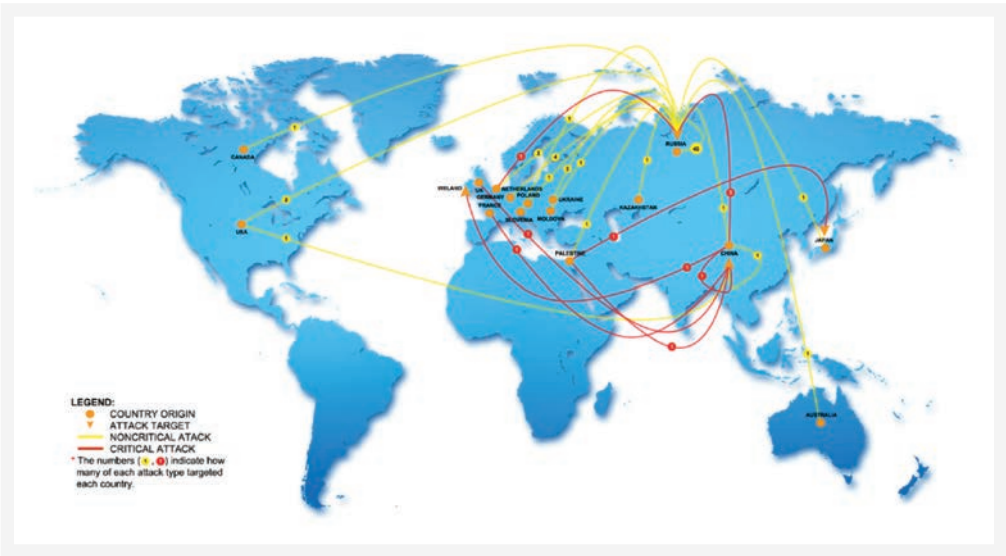 CANADA
USA
IRELAND
UK
NETHERLANDS
GERMANY
POLAND
FRANCE
UKRAINE
SLOVENIA
MOLDOVA
PALESTINE
KAZAKHSTAN
RUSSIA
CHINA
JAPAN
AUSTRALIA
LEGEND:
COUNTRY ORIGIN
ATTACK TARGET
NONCRITICAL ATACK
CRITICAL ATTACK
* The numbers ( 1 , 1 ) indicate how
many of each attack type targeted
each country.